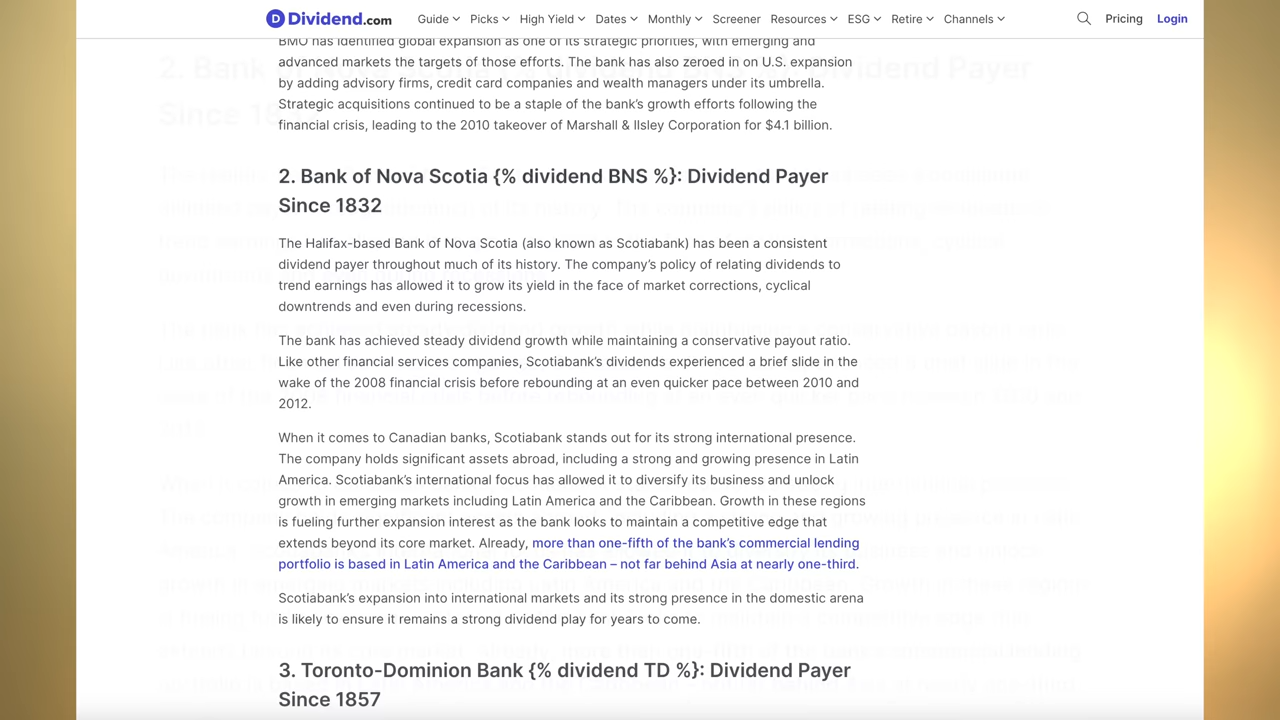 Dividend.com
Guide Picks High Yield Dates Monthly Screener Resources ESG Retire Channels Pricing Login
BMO has identified global expansion as one of its strategic priorities, with emerging and
advanced markets the targets of those efforts. The bank has also zeroed in on U.S. expansion
by adding advisory firms, credit card companies and wealth managers under its umbrella.
Strategic acquisitions continued to be a staple of the bank's growth efforts following the
financial crisis, leading to the 2010 takeover of Marshall & Ilsley Corporation for $4.1 billion.
2. Bank of Nova Scotia {% dividend BNS %}: Dividend Payer
Since 1832
The Halifax-based Bank of Nova Scotia (also known as Scotiabank) has been a consistent
dividend payer throughout much of its history. The company's policy of relating dividends to
trend earnings has allowed it to grow its yield in the face of market corrections, cyclical
downtrends and even during recessions.
The bank has achieved steady dividend growth while maintaining a conservative payout ratio.
Like other financial services companies, Scotiabank's dividends experienced a brief slide in the
wake of the 2008 financial crisis before rebounding at an even quicker pace between 2010 and
2012.
When it comes to Canadian banks, Scotiabank stands out for its strong international presence.
The company holds significant assets abroad, including a strong and growing presence in Latin
America. Scotiabank's international focus has allowed it to diversify its business and unlock
growth in emerging markets including Latin America and the Caribbean. Growth in these regions
is fueling further expansion interest as the bank looks to maintain a competitive edge that
extends beyond its core market. Already, more than one-fifth of the bank's commercial lending
portfolio is based in Latin America and the Caribbean – not far behind Asia at nearly one-third.
Scotiabank's expansion into international markets and its strong presence in the domestic arena
is likely to ensure it remains a strong dividend play for years to come.
3. Toronto-Dominion Bank {% dividend TD %}: Dividend Payer
Since 1857